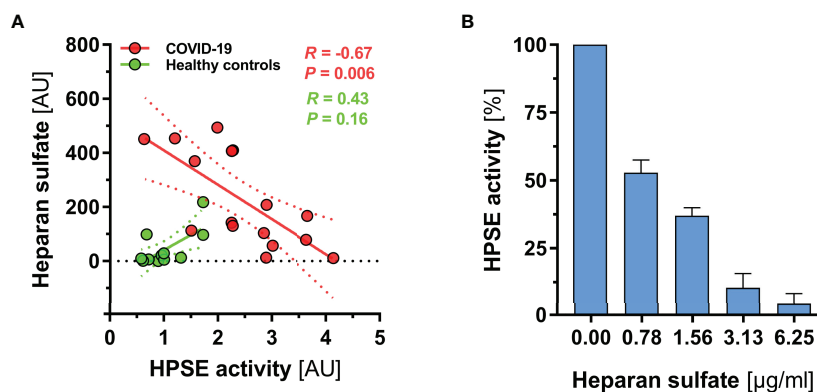 A
B
COVID-19
Healthy controls
R = -0.67
P = 0.006
R = 0.43
P = 0.16
Heparan sulfate [AU]
800
600
400
200
0
0 1 2 3 4 5
HPSE activity [AU]
HPSE activity [%]
100
75
50
25
0
0.00 0.78 1.56 3.13 6.25
Heparan sulfate [µg/ml]